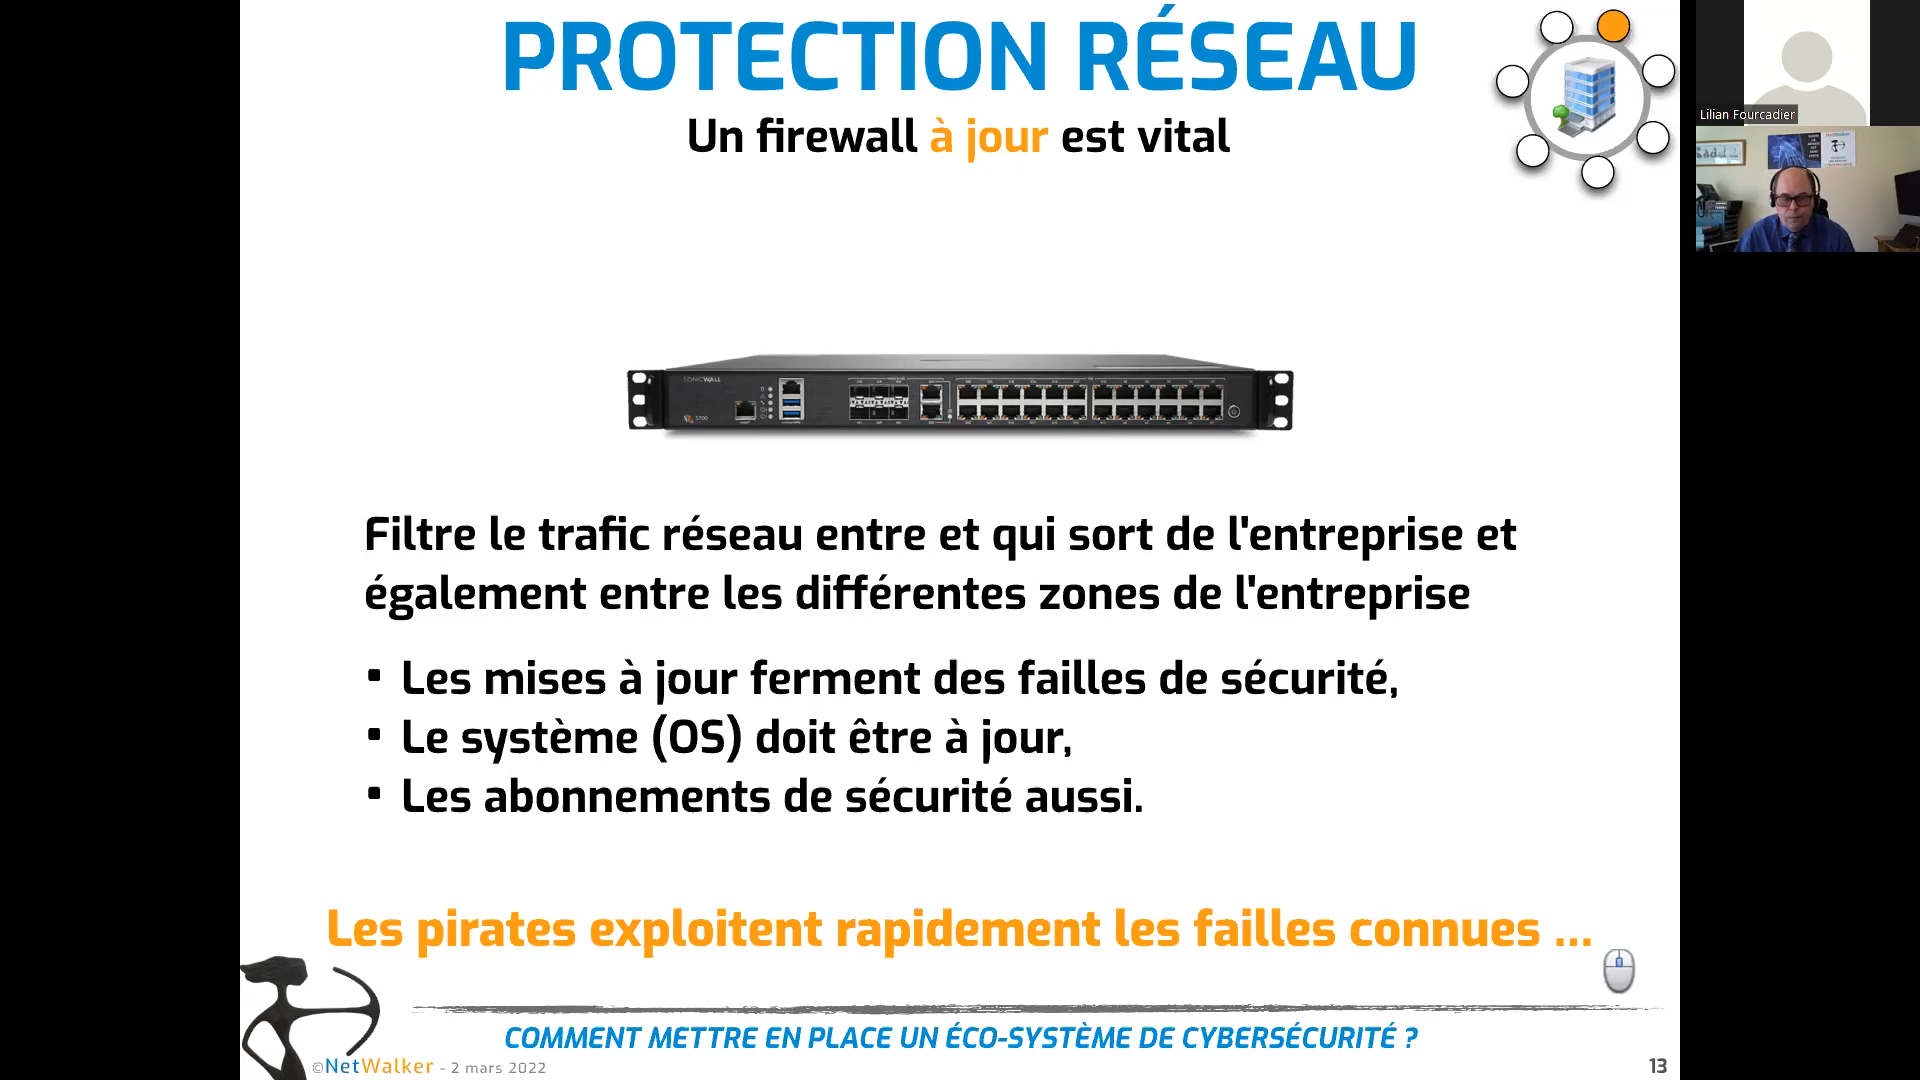 PROTECTION RÉSEAU
Un firewall à jour est vital
Lilian Fourcadier
SONICWALL
Filtre le trafic réseau entre et qui sort de l'entreprise et
également entre les différentes zones de l'entreprise
▪ Les mises à jour ferment des failles de sécurité,
▪ Le système (OS) doit être à jour,
▪ Les abonnements de sécurité aussi.
Les pirates exploitent rapidement les failles connues ...
COMMENT METTRE EN PLACE UN ÉCO-SYSTÈME DE CYBERSÉCURITÉ ?
©NetWalker - 2 mars 2022
13